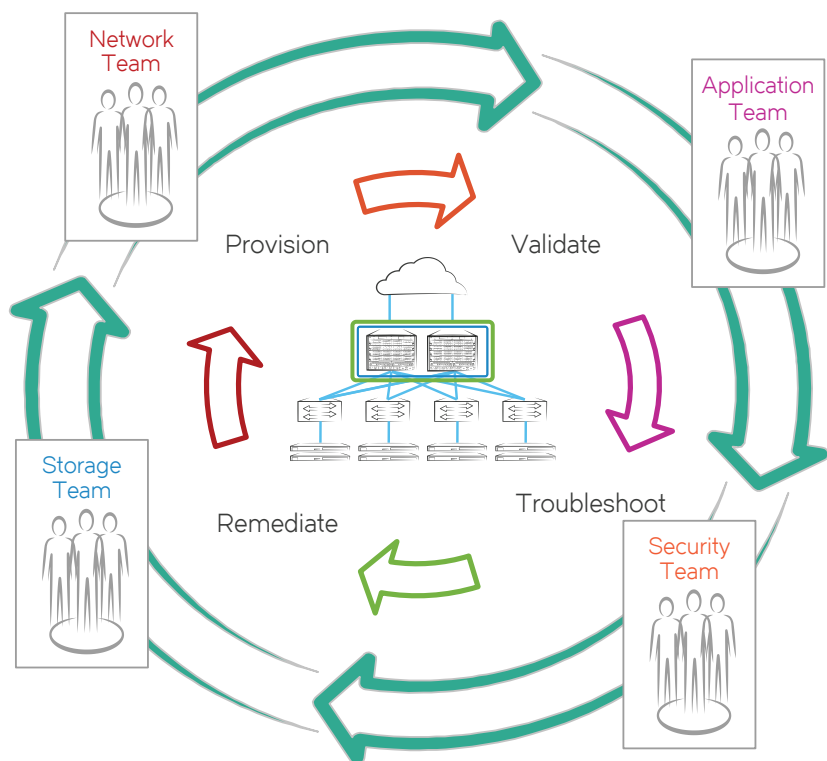 Network
Team
Application
Team
Provision
Validate
Storage
Team
Remediate
Troubleshoot
Security
Team